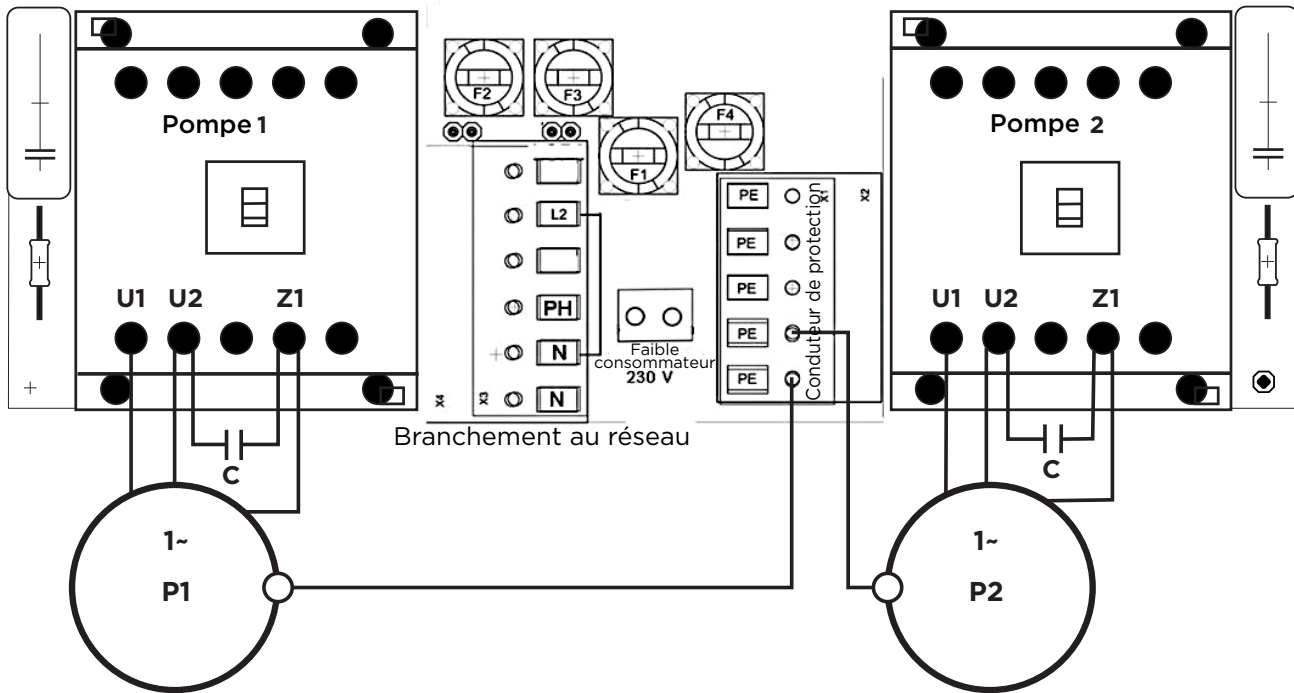 Pompe 1
U1 U2 Z1
C
1~
P1
F2
F3
F1
F4
L2
PH
N
N
X4
X3
Branchement au réseau
Faible
consommateur
230 V
PE
PE
PE
PE
PE
Conduteur de protection
X1
X2
Pompe 2
U1 U2 Z1
C
1~
P2